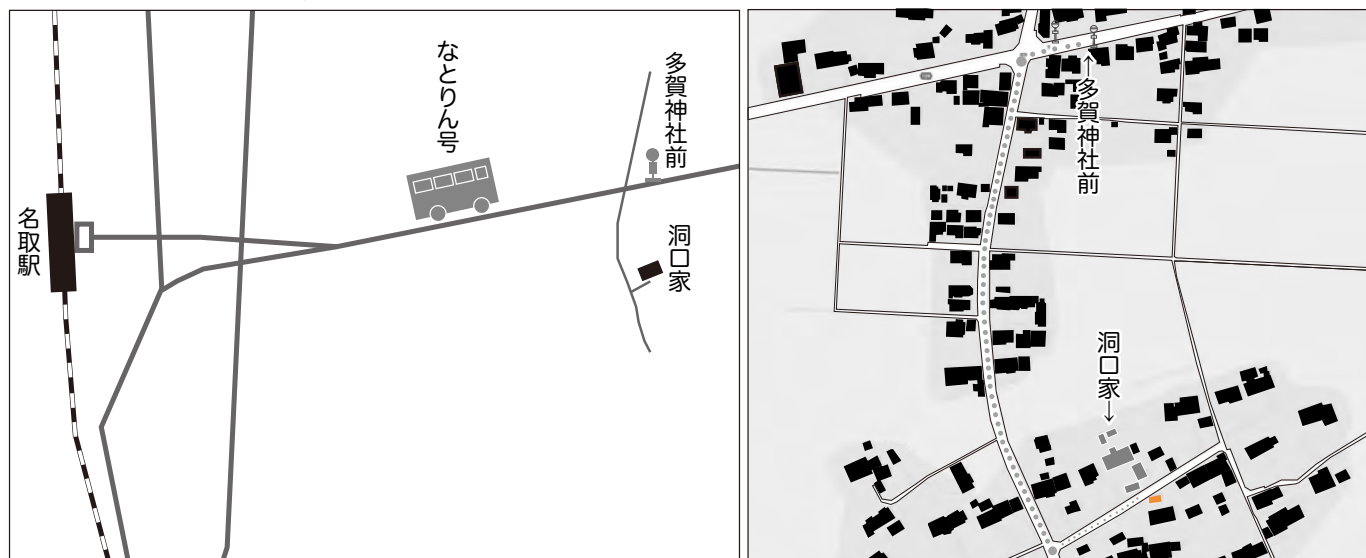 名取駅
なとりん号
多賀神社前
洞口家
←多賀神社前
洞口家→